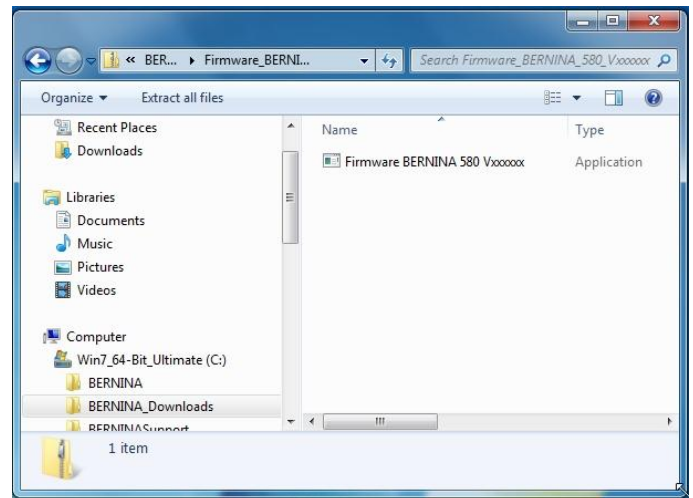 « BER... ▸ Firmware_BERNI...
Search Firmware_BERNINA_580_Vxxxxxx
Organize Extract all files
Recent Places
Downloads
Libraries
Documents
Music
Pictures
Videos
Computer
Win7_64-Bit_Ultimate (C:)
BERNINA
BERNINA_Downloads
BERNINASupport
Name Type
Firmware BERNINA 580 Vxxxxxx Application
1 item